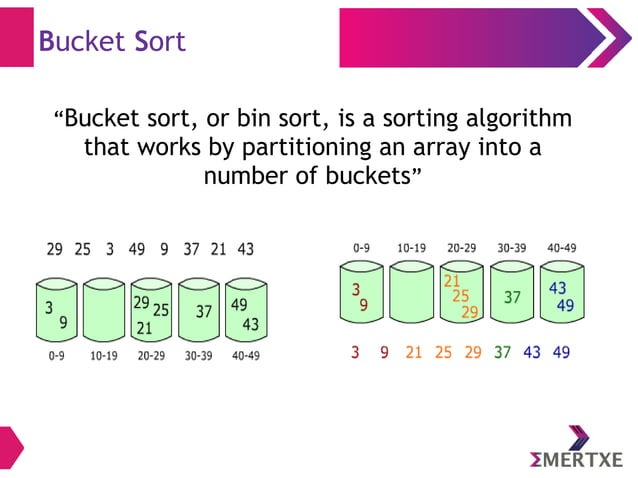 Bucket Sort
“Bucket sort, or bin sort, is a sorting algorithm
that works by partitioning an array into a
number of buckets”
29 25 3 49 9 37 21 43
3
9
29 25
21
37
49
43
0-9 10-19 20-29 30-39 40-49
0-9 10-19 20-29 30-39 40-49
3
9
21
25
29
37
43
49
3 9 21 25 29 37 43 49
ΣMERTXE